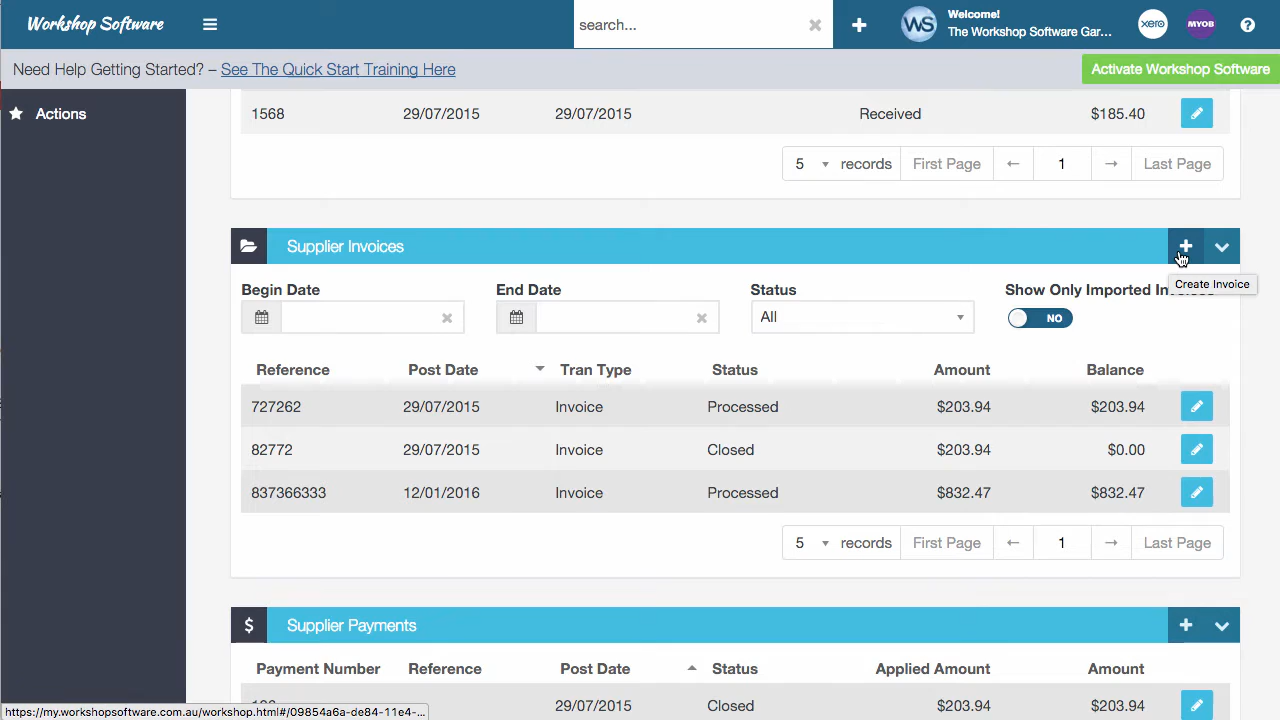 Workshop Software
search...
WS
Welcome!
The Workshop Software Gar...
xero
MYOB
?
Need Help Getting Started? – See The Quick Start Training Here
Activate Workshop Software
Actions
1568 29/07/2015 29/07/2015 Received $185.40
5 records First Page ← 1 → Last Page
Supplier Invoices
Create Invoice
Begin Date End Date Status Show Only Imported
All NO
Reference Post Date Tran Type Status Amount Balance
727262 29/07/2015 Invoice Processed $203.94 $203.94
82772 29/07/2015 Invoice Closed $203.94 $0.00
837366333 12/01/2016 Invoice Processed $832.47 $832.47
5 records First Page ← 1 → Last Page
$ Supplier Payments
Payment Number Reference Post Date Status Applied Amount Amount
29/07/2015 Closed $203.94 $203.94
https://my.workshopsoftware.com.au/workshop.html#/09854a6a-de84-11e4-...